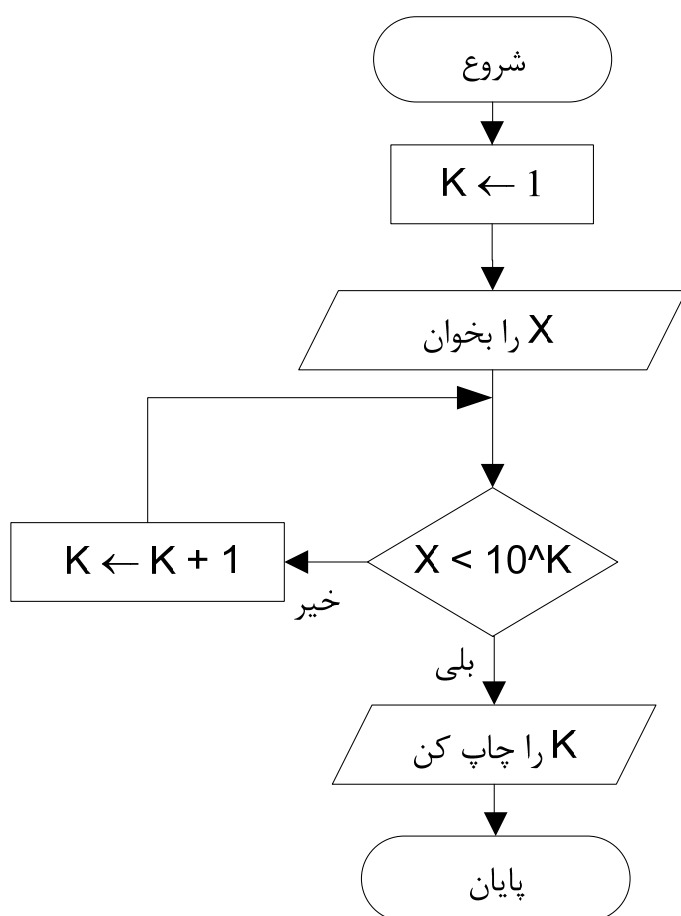 شروع
K ← 1
X را بخوان
X < 10^K
K ← K + 1
خیر
بلی
K را چاپ کن
پایان